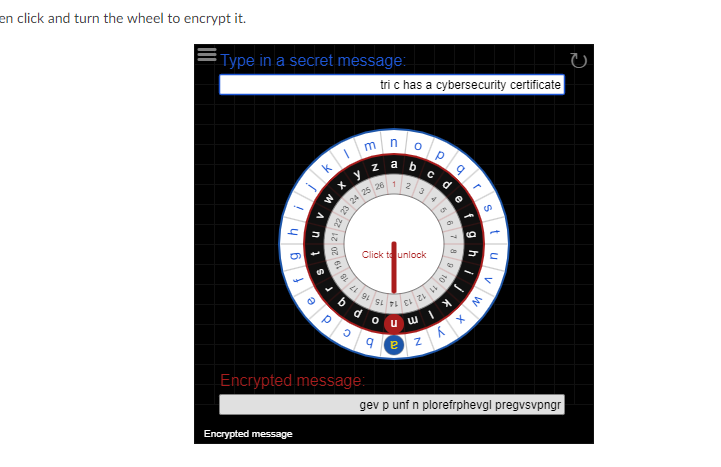 en click and turn the wheel to encrypt it.
Type in a secret message:
tri c has a cybersecurity certificate
n o p q r s t u v w x y z a b c d e f g h i j k l m
a b c d e f g h i j k l m n o p q r s t u v w x y z
1 2 3 4 5 6 7 8 9 10 11 12 13 14 15 16 17 18 19 20 21 22 23 24 25 26
Click to unlock
Encrypted message:
gev p unf n plorefrphevgl pregvsvpngr
Encrypted message